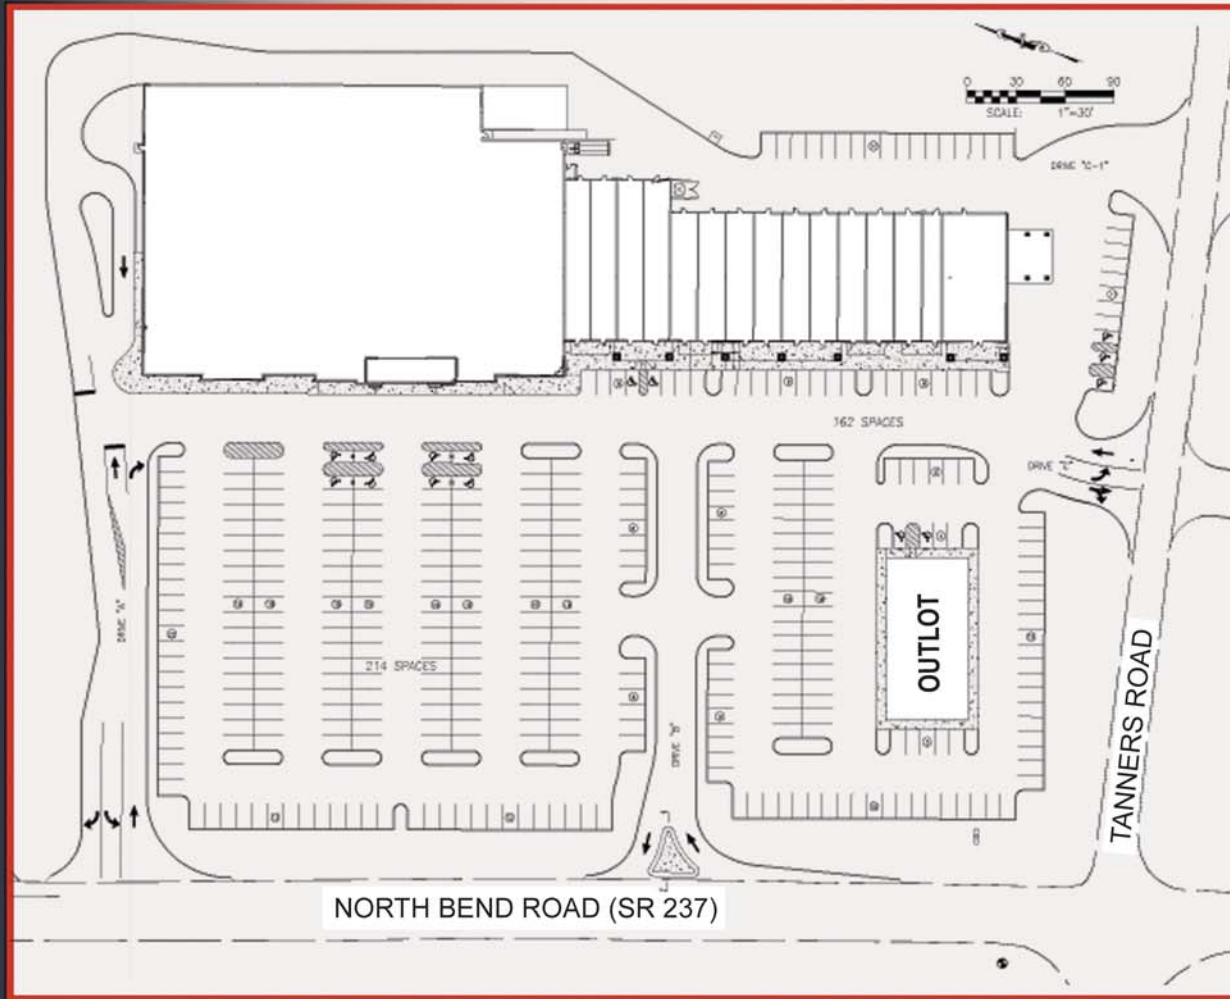 0 30 60 90
SCALE: 1"=30'
DRIVE "C-1"
162 SPACES
DRIVE "C"
DRIVE "A"
214 SPACES
OUTLOT
DRIVE "B"
TANNERS ROAD
NORTH BEND ROAD (SR 237)